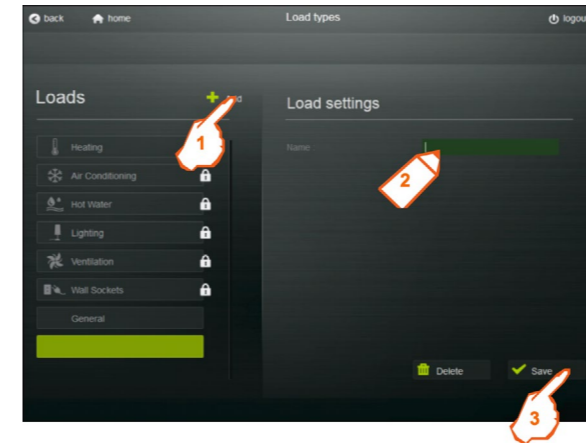 back home Load types
Loads
Heating
Air Conditioning
Hot Water
Lighting
Ventilation
Wall Sockets
General
1
Load settings
Name
2
Delete Save
3